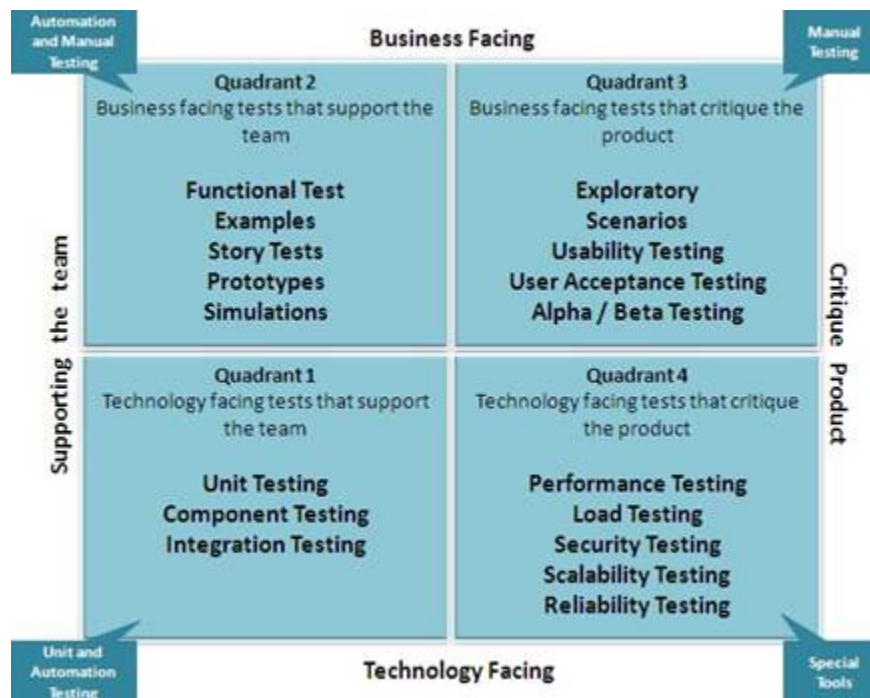 Automation
and Manual
Testing
Business Facing
Manual
Testing
Quadrant 2
Business facing tests that support the
team
Functional Test
Examples
Story Tests
Prototypes
Simulations
Quadrant 3
Business facing tests that critique the
product
Exploratory
Scenarios
Usability Testing
User Acceptance Testing
Alpha / Beta Testing
Supporting the team
Critique Product
Quadrant 1
Technology facing tests that support
the team
Unit Testing
Component Testing
Integration Testing
Quadrant 4
Technology facing tests that critique
the product
Performance Testing
Load Testing
Security Testing
Scalability Testing
Reliability Testing
Unit and
Automation
Testing
Technology Facing
Special
Tools